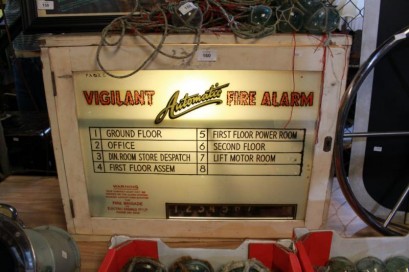 VIGILANT Automatic FIRE ALARM
1 GROUND FLOOR
2 OFFICE
3 DIN.ROOM STORE DESPATCH
4 FIRST FLOOR ASSEM
5 FIRST FLOOR POWER ROOM
6 SECOND FLOOR
7 LIFT MOTOR ROOM
8